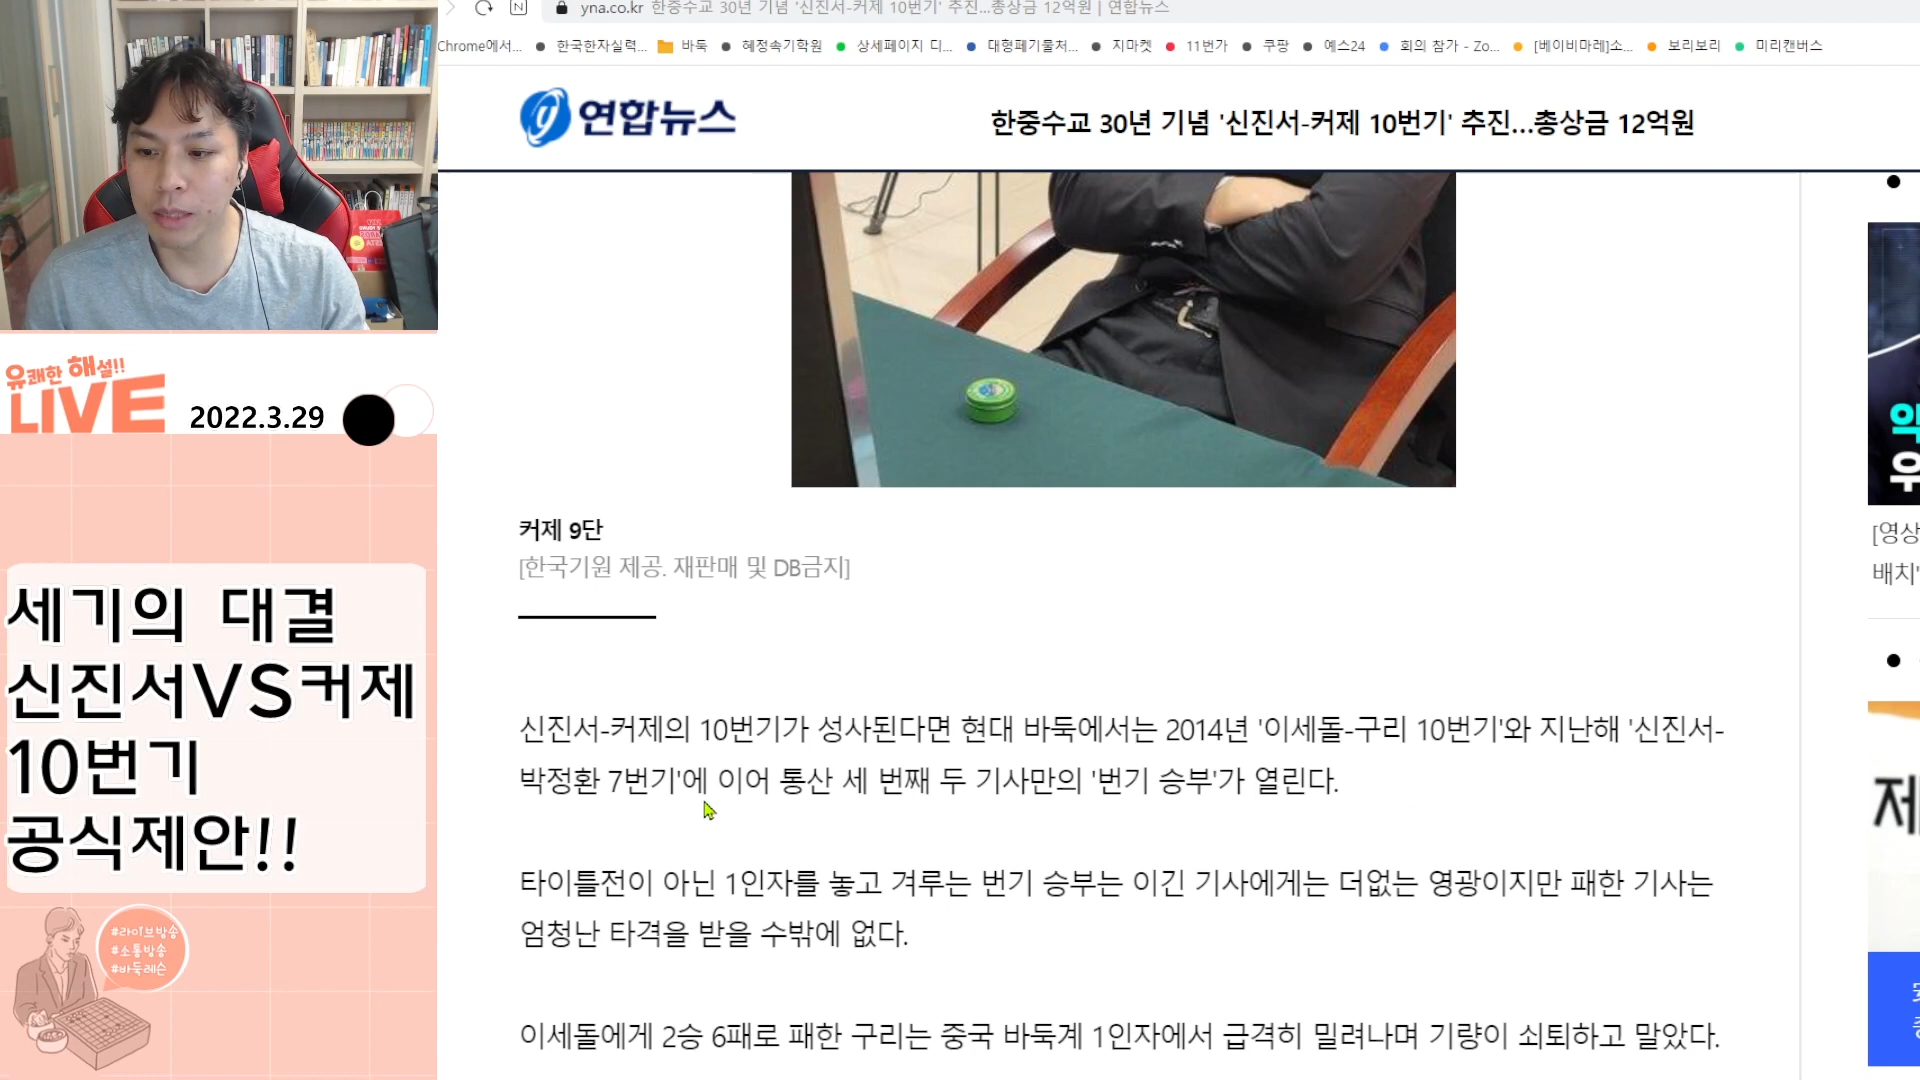 yna.co.kr 한중수교 30년 기념 '신진서-커제 10번기' 추진...총상금 12억원 | 연합뉴스
Chrome에서... 한국한자실력... 바둑 혜정속기학원 상세페이지 디... 대형폐기물처... 지마켓 11번가 쿠팡 예스24 회의 참가 - Zo... [베이비마레]소... 보리보리 미리캔버스
연합뉴스
한중수교 30년 기념 '신진서-커제 10번기' 추진...총상금 12억원
유쾌한 해설!!
LIVE
2022.3.29
세기의 대결
신진서VS커제
10번기
공식제안!!
#라이브방송
#소통방송
#바둑레슨
커제 9단
[한국기원 제공. 재판매 및 DB금지]
신진서-커제의 10번기가 성사된다면 현대 바둑에서는 2014년 '이세돌-구리 10번기'와 지난해 '신진서-
박정환 7번기'에 이어 통산 세 번째 두 기사만의 '번기 승부'가 열린다.
타이틀전이 아닌 1인자를 놓고 겨루는 번기 승부는 이긴 기사에게는 더없는 영광이지만 패한 기사는
엄청난 타격을 받을 수밖에 없다.
이세돌에게 2승 6패로 패한 구리는 중국 바둑계 1인자에서 급격히 밀려나며 기량이 쇠퇴하고 말았다.
[영상
배치'
제